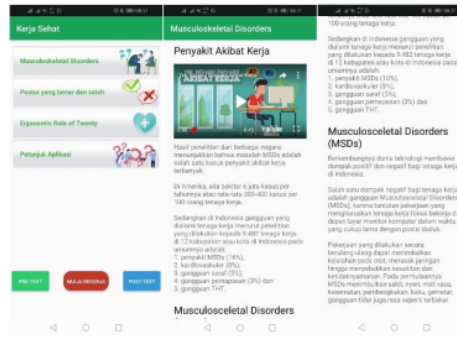 Kerja Sehat
Musculoskeletal Disorders
Postur yang benar dan salah
Ergonomic Rule of Twenty
Petunjuk Aplikasi
PRE-TEST
MULAI BEKERJA
POST-TEST
Musculoskeletal Disorders
Penyakit Akibat Kerja
AKIBAT KERJA
YouTube
Hasil penelitian dari berbagai negara
menunjukkan bahwa masalah MSDs adalah
salah satu kasus penyakit akibat kerja
terbanyak.
Di Amerika, ada sekitar 6 juta kasus per
tahunnya atau rata-rata 300-400 kasus per
100 orang tenaga kerja.
Sedangkan di Indonesia gangguan yang
dialami tenaga kerja menurut penelitian
yang dilakukan kepada 9.482 tenaga kerja
di 12 kabupaten atau kota di Indonesia pada
umumnya adalah:
1. penyakit MSDs (16%),
2. kardiovaskuler (8%),
3. gangguan saraf (5%),
4. gangguan pernapasan (3%) dan
5. gangguan THT.
Musculosceletal Disorders
100 orang tenaga kerja.
Sedangkan di Indonesia gangguan yang
dialami tenaga kerja menurut penelitian
yang dilakukan kepada 9.482 tenaga kerja
di 12 kabupaten atau kota di Indonesia pada
umumnya adalah:
1. penyakit MSDs (16%),
2. kardiovaskuler (8%),
3. gangguan saraf (5%),
4. gangguan pernapasan (3%) dan
5. gangguan THT.
Musculosceletal Disorders
(MSDs)
Berkembangnya dunia teknologi membawa
dampak positif dan negatif bagi tenaga kerja
di Indonesia.
Salah satu dampak negatif bagi tenaga kerja
adalah gangguan Musculosceletal Disorders
(MSDs), karena tuntutan pekerjaan yang
mengharuskan tenaga kerja fokus bekerja di
depan layar monitor komputer dalam waktu
yang cukup lama dengan posisi duduk.
Pekerjaan yang dilakukan secara
berulang ulang dapat menimbulkan
kelelahan pada otot, merusak jaringan
hingga menyebabkan kesakitan dan
ketidaknyamanan. Pada permulaannya
MSDs menimbulkan sakit, nyeri, mati rasa,
kesemutan, pembengkakan, kaku, gemetar,
gangguan tidur juga rasa seperti terbakar